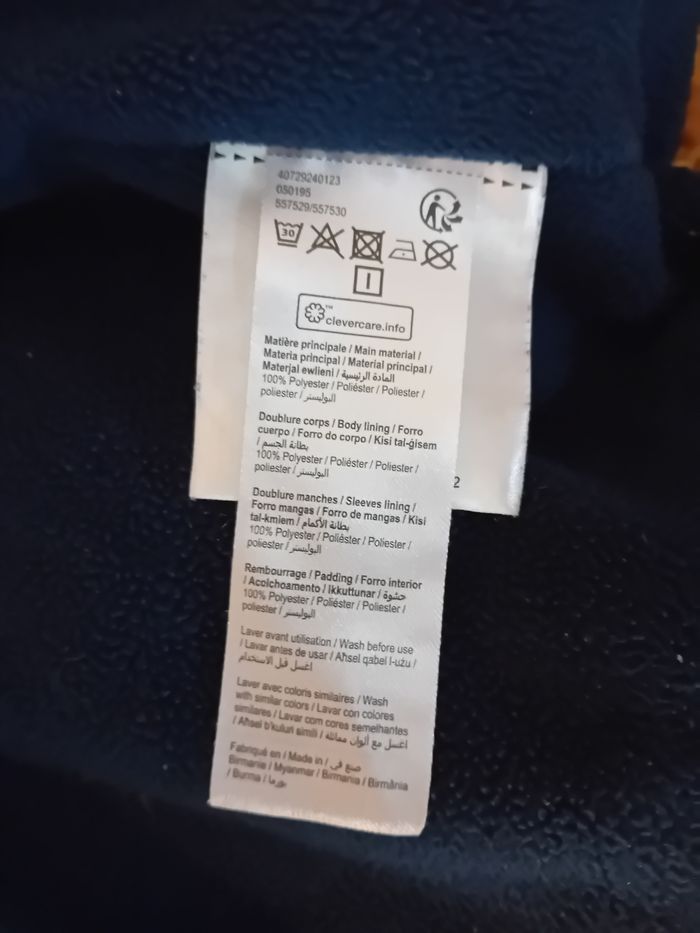 40729240123
050195
557529/557530
30
™
clevercare.info
Matière principale / Main material /
Materia principal / Material principal /
Materjal ewlieni / المادة الرئيسية
100% Polyester / Poliéster / Poliester /
poliester / البوليستر
Doublure corps / Body lining / Forro
cuerpo / Forro do corpo / Kisi tal-ġisem
/ بطانة الجسم
100% Polyester / Poliéster / Poliester /
poliester / البوليستر
2
Doublure manches / Sleeves lining /
Forro mangas / Forro de mangas / Kisi
tal-kmiem / بطانة الأكمام
100% Polyester / Poliéster / Poliester /
poliester / البوليستر
Rembourrage / Padding / Forro interior
/ Acolchoamento / Ikkuttunar / حشوة
100% Polyester / Poliéster / Poliester /
poliester / البوليستر
Laver avant utilisation / Wash before use
/ Lavar antes de usar / Aħsel qabel l-użu /
اغسل قبل الاستخدام
Laver avec coloris similaires / Wash
with similar colors / Lavar con colores
similares / Lavar com cores semelhantes
/ Aħsel b'kuluri simili / اغسل مع ألوان مماثلة
Fabriqué en / Made in / صنع في
Birmanie / Myanmar / Birmania / Birmânia
/ Burma / بورما